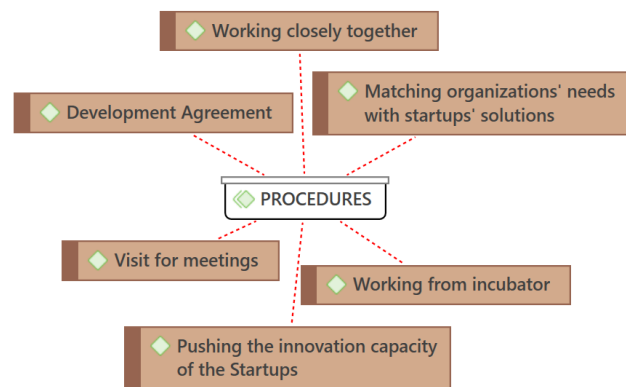 Working closely together
Matching organizations' needs
with startups' solutions
Development Agreement
PROCEDURES
Visit for meetings
Working from incubator
Pushing the innovation capacity
of the Startups